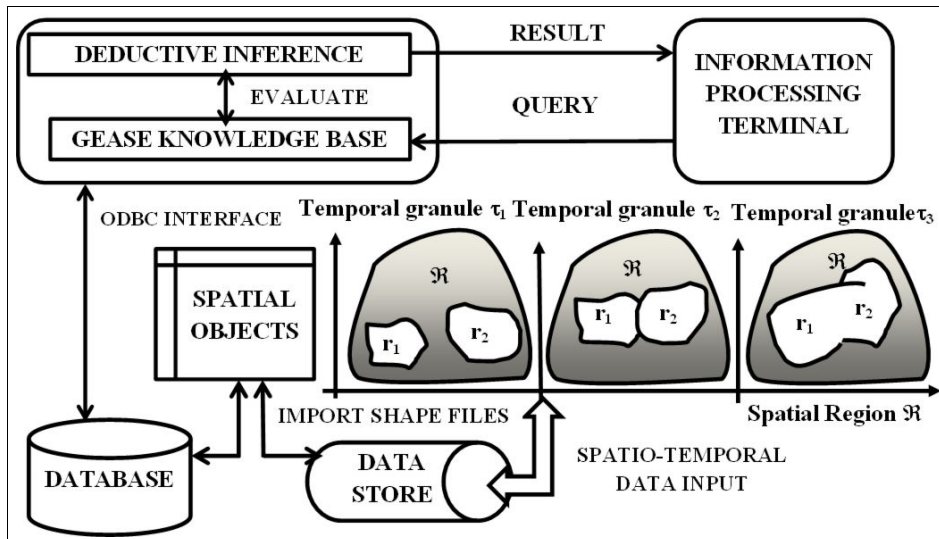 DEDUCTIVE INFERENCE
EVALUATE
GEASE KNOWLEDGE BASE
RESULT
QUERY
INFORMATION
PROCESSING
TERMINAL
ODBC INTERFACE
SPATIAL
OBJECTS
Temporal granule τ₁
Temporal granule τ₂
Temporal granuleτ₃
ℜ
r₁
r₂
ℜ
r₁
r₂
ℜ
r₁
r₂
Spatial Region ℜ
IMPORT SHAPE FILES
DATABASE
DATA
STORE
SPATIO-TEMPORAL
DATA INPUT